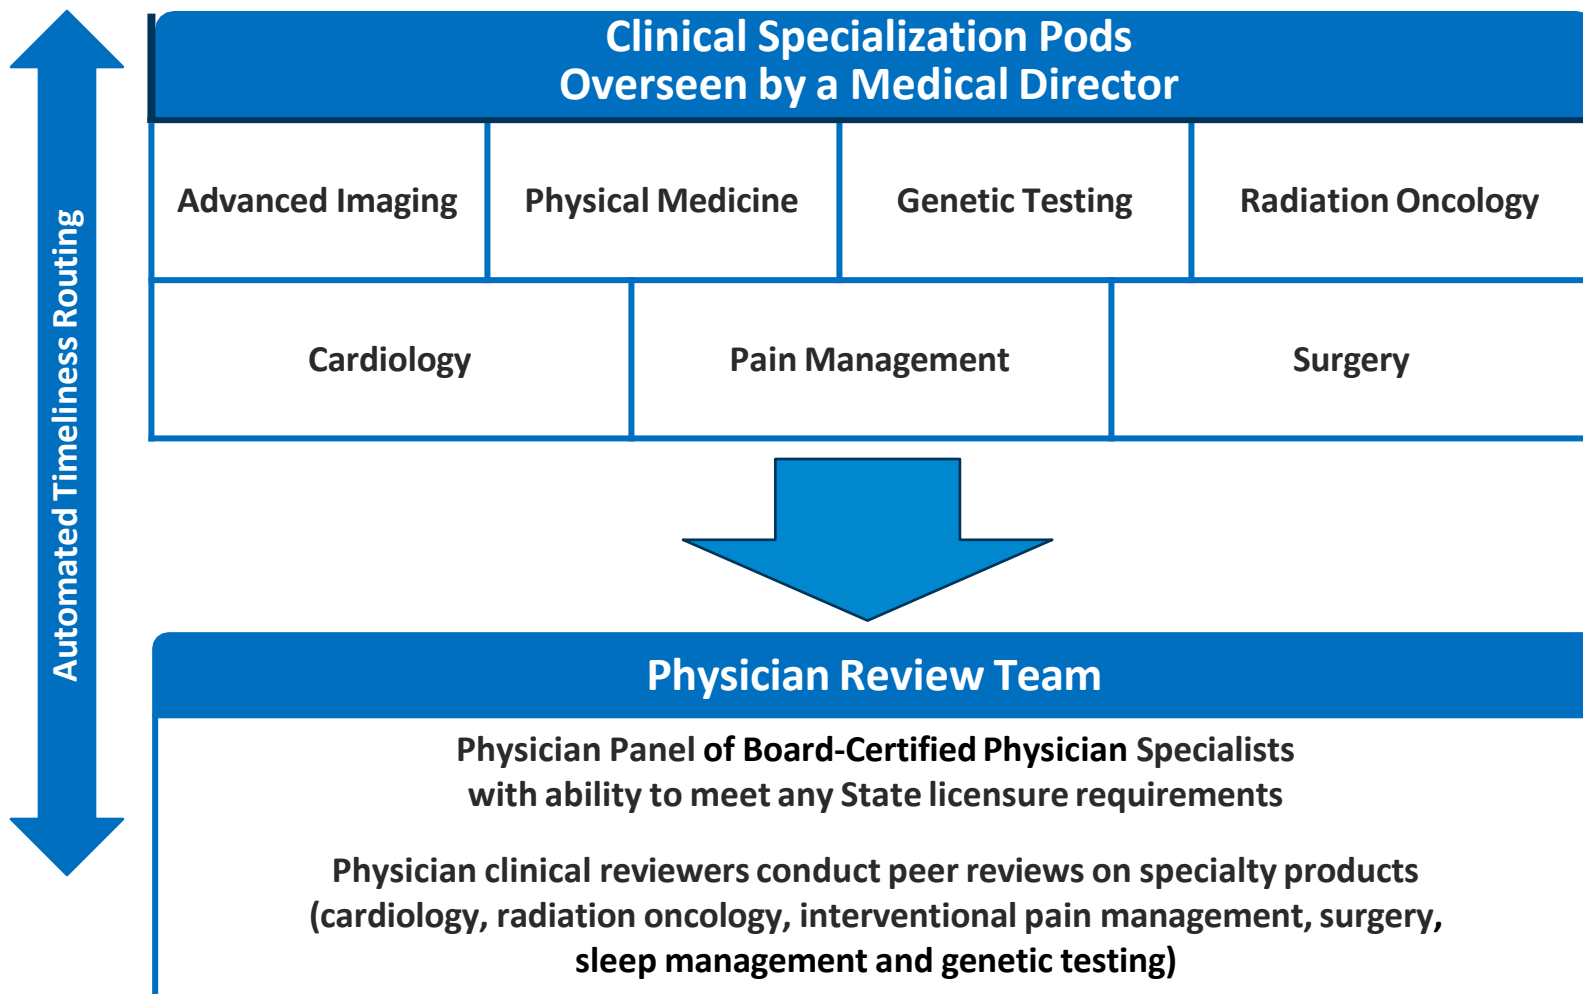 Clinical Specialization Pods
Overseen by a Medical Director
Automated Timeliness Routing
Advanced Imaging
Physical Medicine
Genetic Testing
Radiation Oncology
Cardiology
Pain Management
Surgery
Physician Review Team
Physician Panel of Board-Certified Physician Specialists
with ability to meet any State licensure requirements
Physician clinical reviewers conduct peer reviews on specialty products
(cardiology, radiation oncology, interventional pain management, surgery,
sleep management and genetic testing)